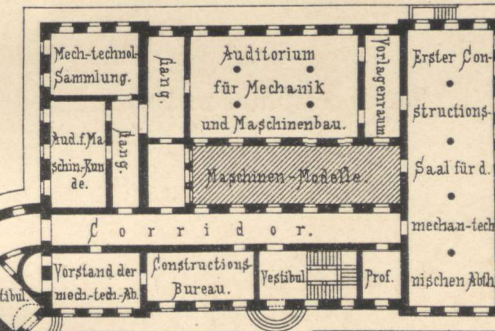 Mech.-technol.
Sammlung.
Gang.
Auditorium
für Mechanik
und Maschinenbau.
Vorlagenraum
Erster Con-
structions-
Saal für d.
mechan-tech-
nischen Abth.
Aud. f. Ma-
schin.-Kun-
de.
Gang.
Maschinen-Modelle.
Corridor.
Vorstand der
mech.-tech.-Ab.
Constructions-
Bureau.
Vestibul
Prof.
tibul.